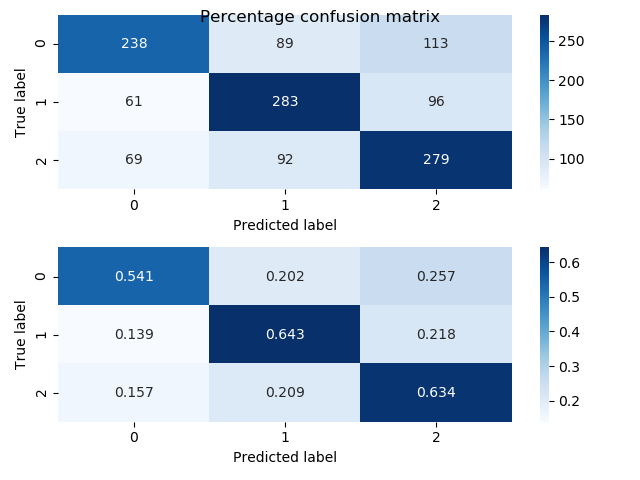 Percentage confusion matrix
True label
0 238 89 113
1 61 283 96
2 69 92 279
0 1 2
Predicted label
250
200
150
100
True label
0 0.541 0.202 0.257
1 0.139 0.643 0.218
2 0.157 0.209 0.634
0 1 2
Predicted label
0.6
0.5
0.4
0.3
0.2